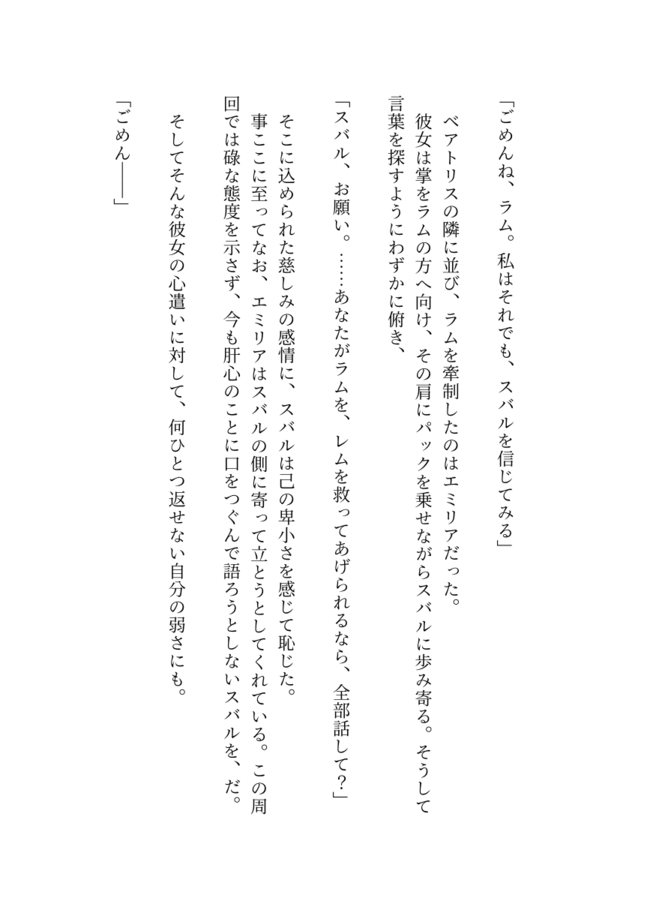 「ごめんね、ラム。私はそれでも、スバルを信じてみる」
ベアトリスの隣に並び、ラムを牽制したのはエミリアだった。
彼女は掌をラムの方へ向け、その肩にパックを乗せながらスバルに歩み寄る。そうして
言葉を探すようにわずかに俯き、
「スバル、お願い。……あなたがラムを、レムを救ってあげられるなら、全部話して？」
そこに込められた慈しみの感情に、スバルは己の卑小さを感じて恥じた。
事ここに至ってなお、エミリアはスバルの側に寄って立とうとしてくれている。この周
回では碌な態度を示さず、今も肝心のことに口をつぐんで語ろうとしないスバルを、だ。
そしてそんな彼女の心遣いに対して、何ひとつ返せない自分の弱さにも。
「ごめん――」